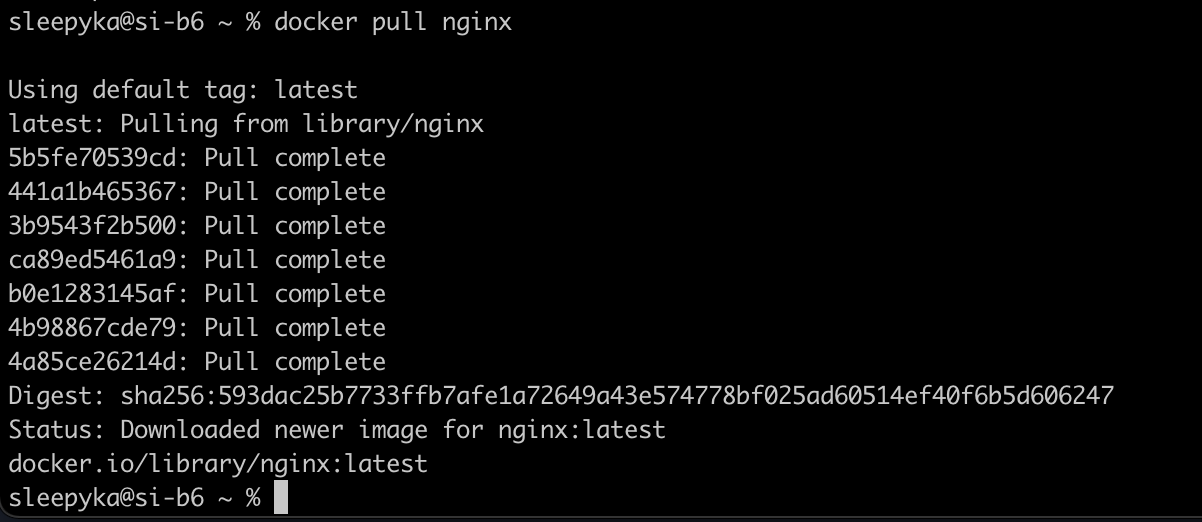 sleepyka@si-b6 ~ % docker pull nginx
Using default tag: latest
latest: Pulling from library/nginx
5b5fe70539cd: Pull complete
441a1b465367: Pull complete
3b9543f2b500: Pull complete
ca89ed5461a9: Pull complete
b0e1283145af: Pull complete
4b98867cde79: Pull complete
4a85ce26214d: Pull complete
Digest: sha256:593dac25b7733ffb7afe1a72649a43e574778bf025ad60514ef40f6b5d606247
Status: Downloaded newer image for nginx:latest
docker.io/library/nginx:latest
sleepyka@si-b6 ~ %